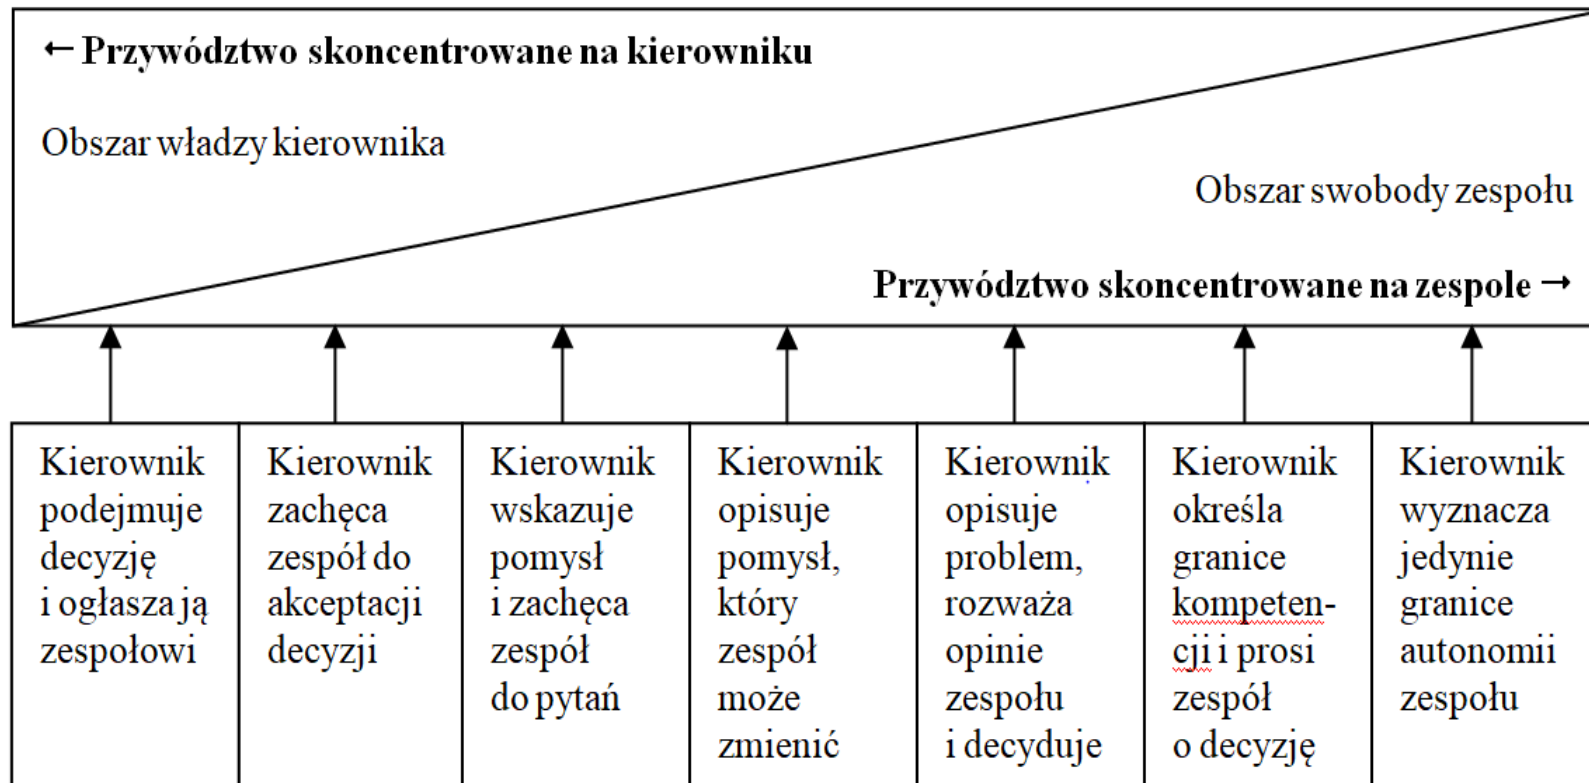 ← Przywództwo skoncentrowane na kierowniku
Obszar władzy kierownika
Obszar swobody zespołu
Przywództwo skoncentrowane na zespole →
Kierownik
podejmuje
decyzję
i ogłasza ją
zespołowi
Kierownik
zachęca
zespół do
akceptacji
decyzji
Kierownik
wskazuje
pomysł
i zachęca
zespół
do pytań
Kierownik
opisuje
pomysł,
który
zespół
może
zmienić
Kierownik
opisuje
problem,
rozważa
opinie
zespołu
i decyduje
Kierownik
określa
granice
kompeten-
cji i prosi
zespół
o decyzję
Kierownik
wyznacza
jedynie
granice
autonomii
zespołu